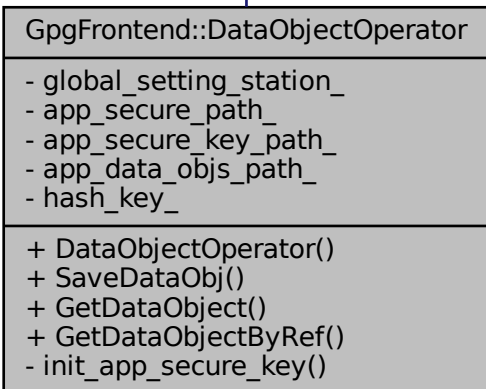 GpgFrontend::DataObjectOperator
- global_setting_station_
- app_secure_path_
- app_secure_key_path_
- app_data_objs_path_
- hash_key_
+ DataObjectOperator()
+ SaveDataObj()
+ GetDataObject()
+ GetDataObjectByRef()
- init_app_secure_key()